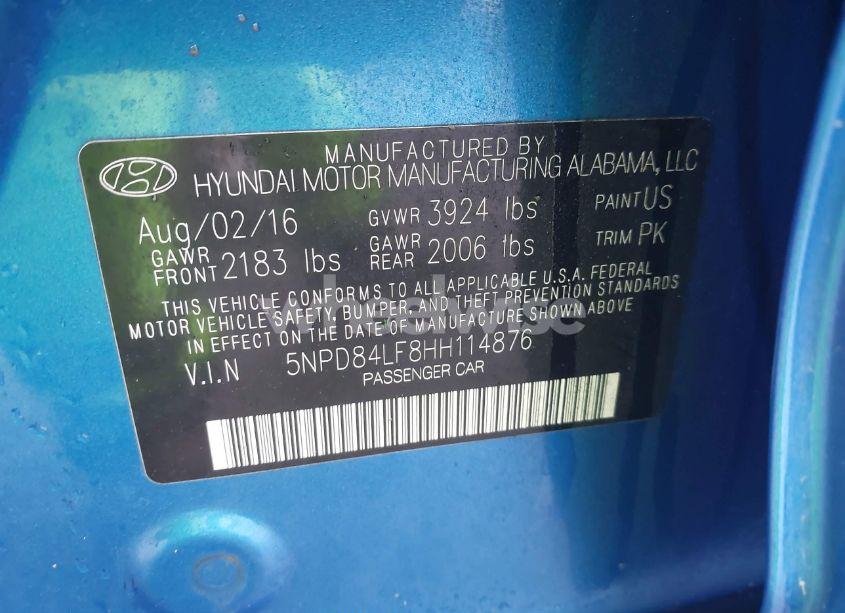 MANUFACTURED BY
HYUNDAI MOTOR MANUFACTURING ALABAMA, LLC
Aug/02/16 GVWR 3924 lbs PAINT US
GAWR FRONT 2183 lbs GAWR REAR 2006 lbs TRIM PK
THIS VEHICLE CONFORMS TO ALL APPLICABLE U.S.A. FEDERAL
MOTOR VEHICLE SAFETY, BUMPER, AND THEFT PREVENTION STANDARDS
IN EFFECT ON THE DATE OF MANUFACTURE SHOWN ABOVE
V.I.N 5NPD84LF8HH114876
PASSENGER CAR
wheelwise